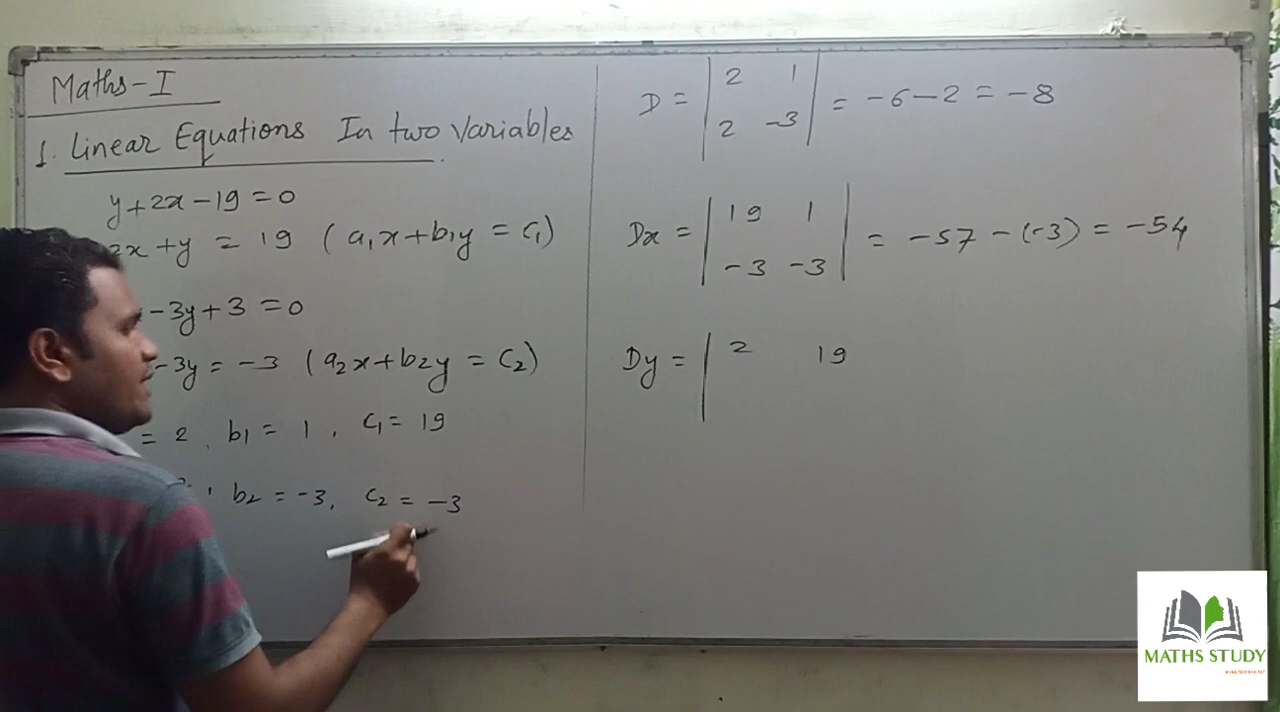 Maths-I
1. Linear Equations In two Variables
y+2x-19=0
2x+y = 19 (a₁x+b₁y = c₁)
-3y+3=0
-3y = -3 (a₂x+b₂y = C₂)
= 2, b₁ = 1, C₁ = 19
, b₂ = -3, C₂ = -3
D = | 2 1 | = -6-2 = -8
2 -3
Dx = | 19 1 | = -57-(-3) = -54
-3 -3
Dy = | 2 19
MATHS STUDY